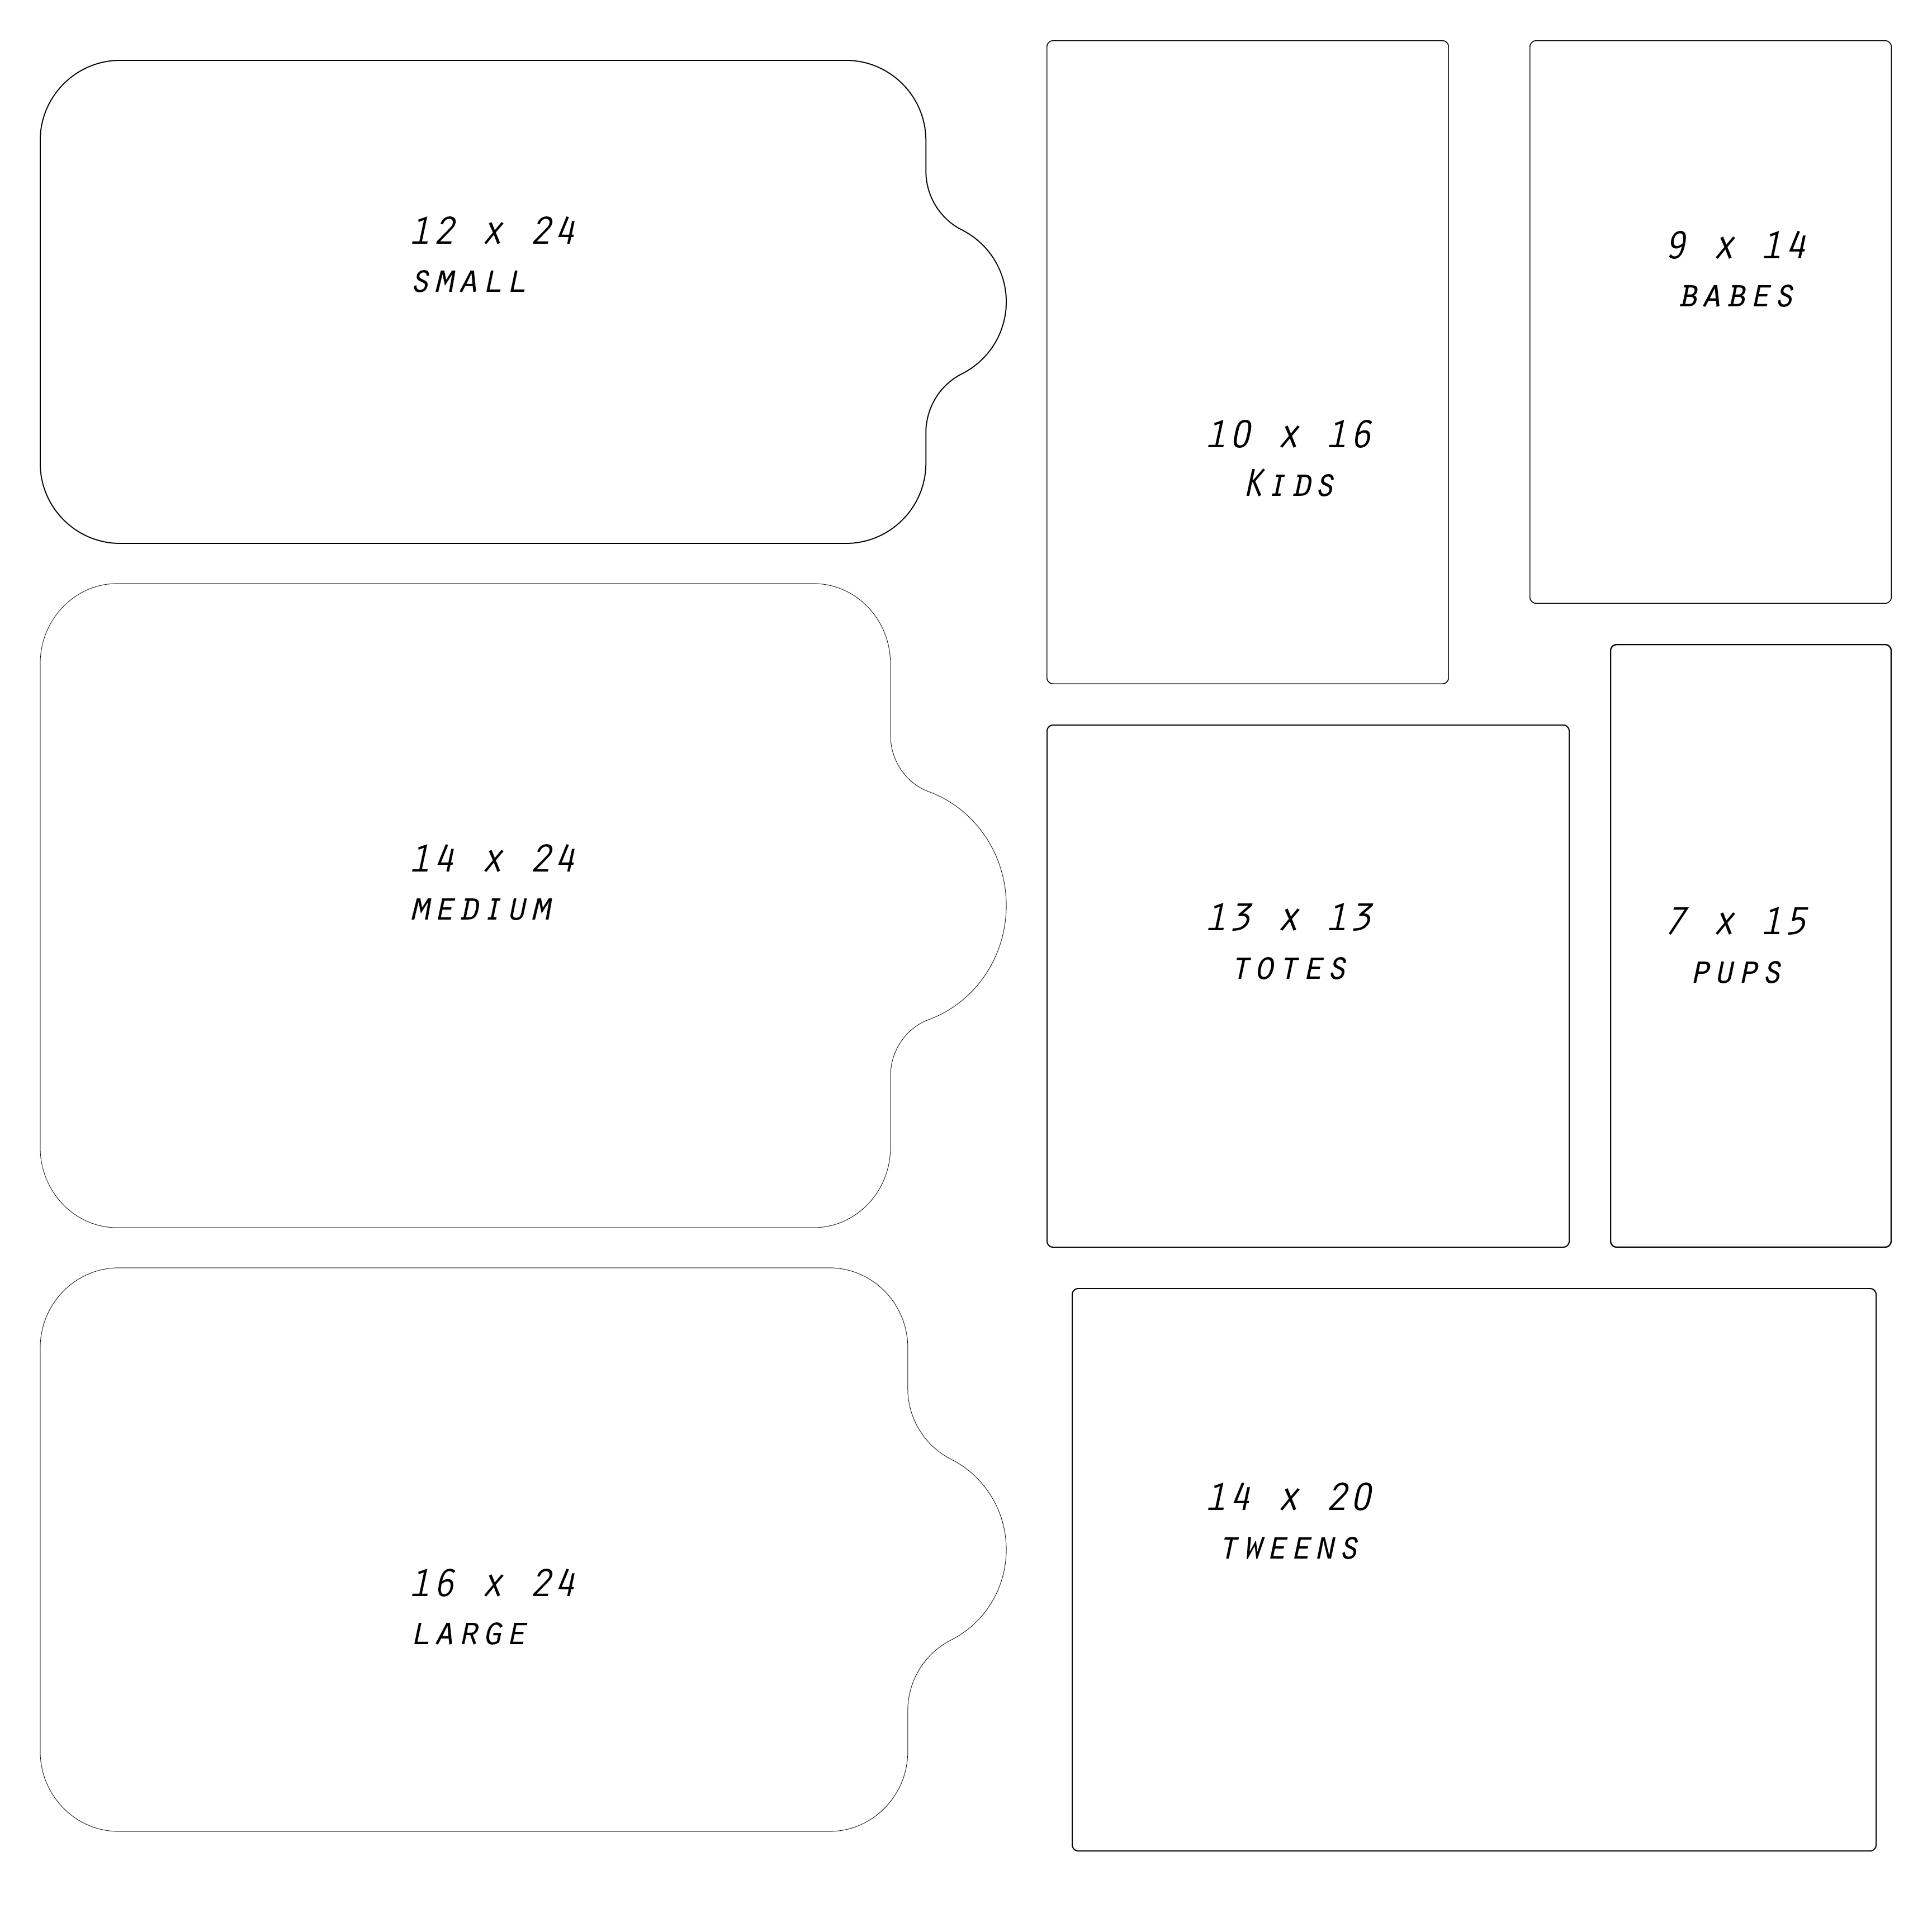 12 x 24
SMALL
14 x 24
MEDIUM
16 x 24
LARGE
10 x 16
KIDS
9 x 14
BABES
13 x 13
TOTES
7 x 15
PUPS
14 x 20
TWEENS